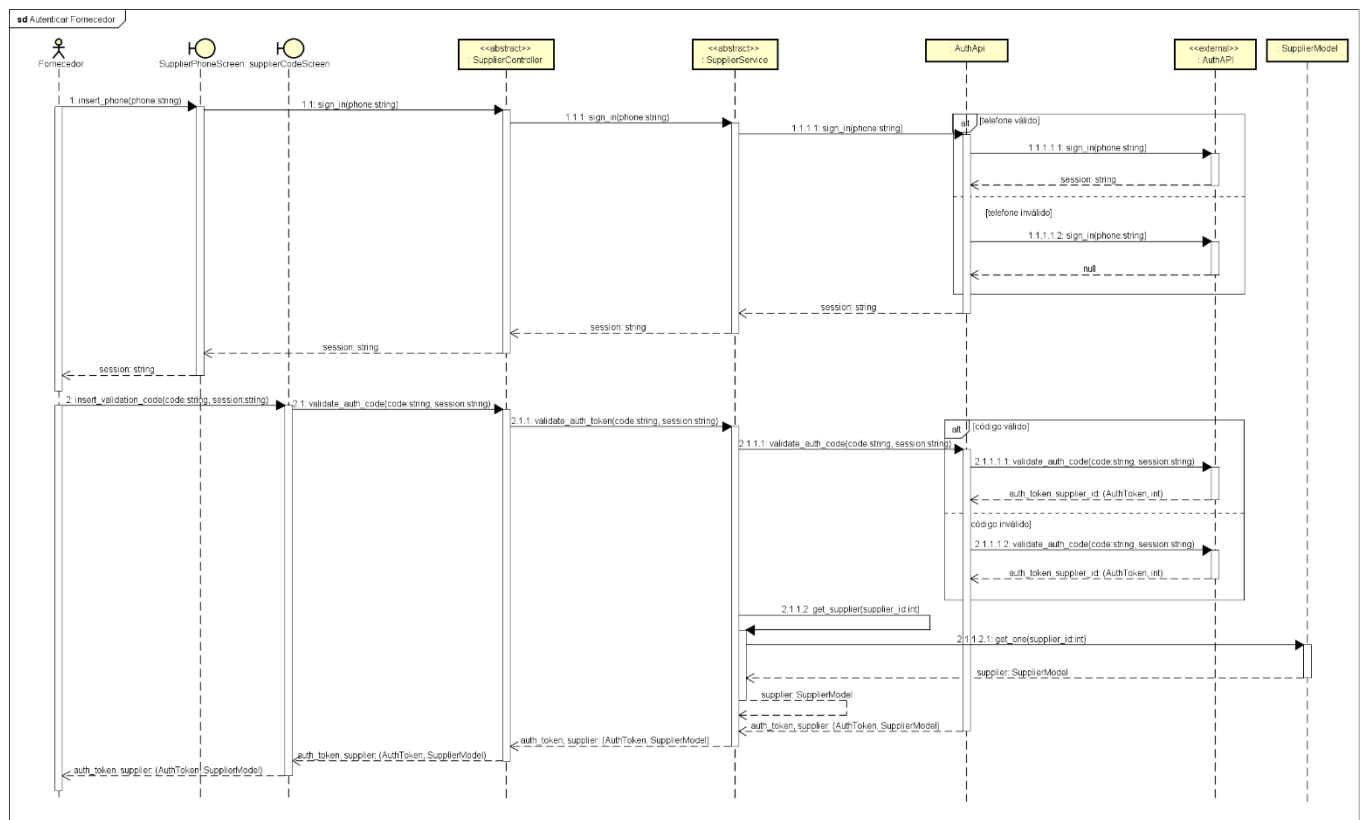 sd Autenticar Fornecedor
: Fornecedor
: SupplierPhoneScreen
: supplierCodeScreen
<<abstract>>
: SupplierController
<<abstract>>
: SupplierService
: AuthApi
<<external>>
: AuthAPI
: SupplierModel
1: insert_phone(phone:string)
1.1: sign_in(phone:string)
1.1.1: sign_in(phone:string)
1.1.1.1: sign_in(phone:string)
alt
[telefone válido]
1.1.1.1.1: sign_in(phone:string)
session: string
[telefone inválido]
1.1.1.1.2: sign_in(phone:string)
null
session: string
session: string
session: string
session: string
2: insert_validation_code(code:string, session:string)
2.1: validate_auth_code(code:string, session:string)
2.1.1: validate_auth_token(code:string, session:string)
2.1.1.1: validate_auth_code(code:string, session:string)
alt
[código válido]
2.1.1.1.1: validate_auth_code(code:string, session:string)
auth_token, supplier_id: (AuthToken, int)
[código inválido]
2.1.1.1.2: validate_auth_code(code:string, session:string)
auth_token, supplier_id: (AuthToken, int)
2.1.1.2: get_supplier(supplier_id:int)
2.1.1.2.1: get_one(supplier_id:int)
supplier: SupplierModel
supplier: SupplierModel
auth_token, supplier: (AuthToken, SupplierModel)
auth_token, supplier: (AuthToken, SupplierModel)
auth_token, supplier: (AuthToken, SupplierModel)
auth_token, supplier: (AuthToken, SupplierModel)